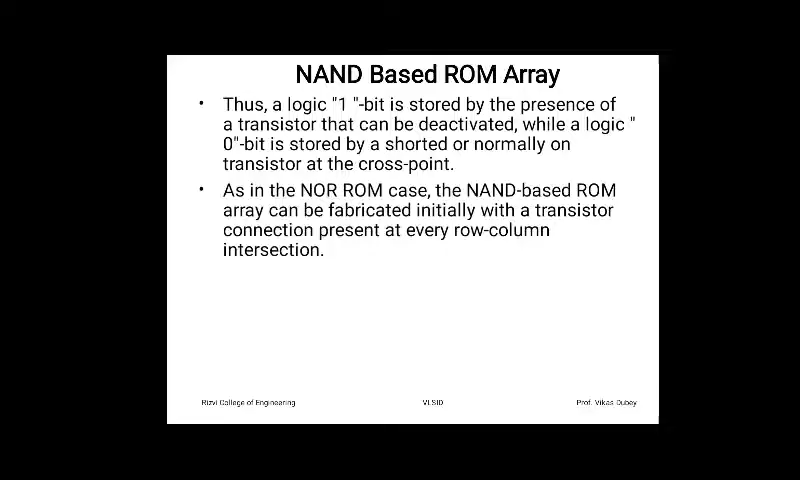 NAND Based ROM Array
• Thus, a logic "1 "-bit is stored by the presence of
a transistor that can be deactivated, while a logic "
0"-bit is stored by a shorted or normally on
transistor at the cross-point.
• As in the NOR ROM case, the NAND-based ROM
array can be fabricated initially with a transistor
connection present at every row-column
intersection.
Rizvi College of Engineering VLSID Prof. Vikas Dubey